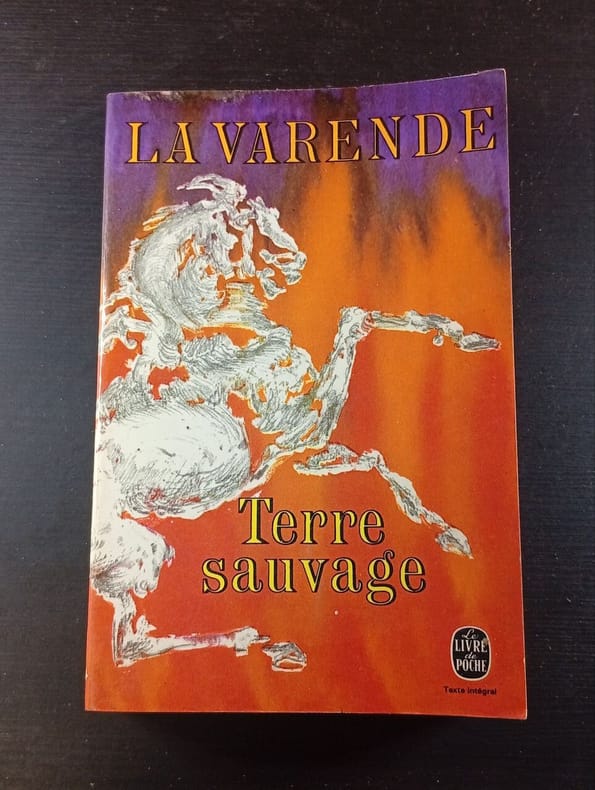 LA VARENDE
Terre
sauvage
Le
LIVRE
de
POCHE
Texte intégral